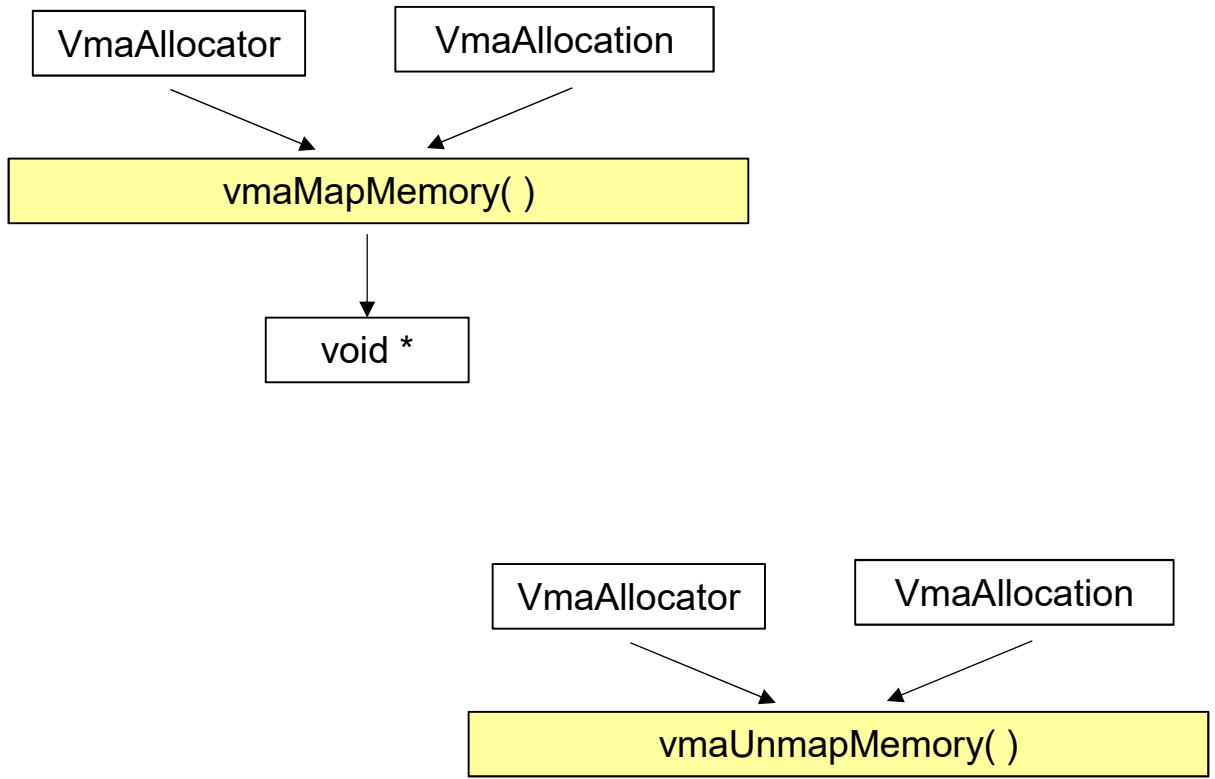 VmaAllocator
VmaAllocation
vmaMapMemory( )
void *
VmaAllocator
VmaAllocation
vmaUnmapMemory( )